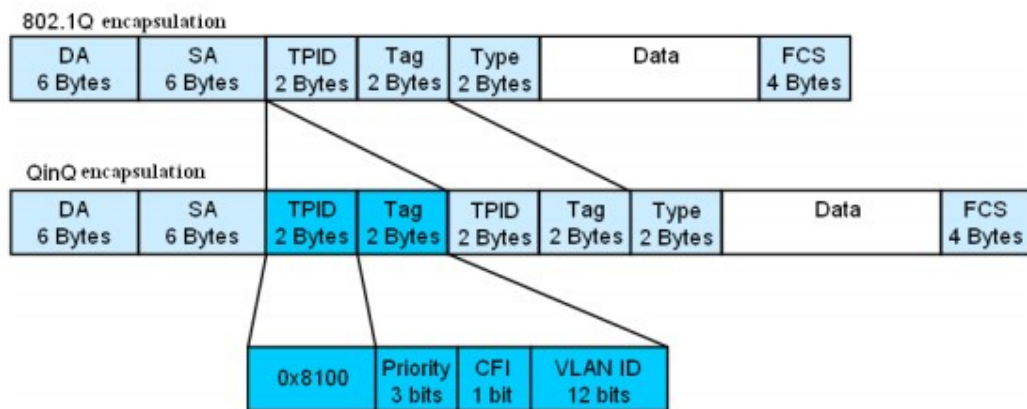 802.1Q encapsulation
DA SA TPID Tag Type Data FCS
6 Bytes 6 Bytes 2 Bytes 2 Bytes 2 Bytes 4 Bytes
QinQ encapsulation
DA SA TPID Tag TPID Tag Type Data FCS
6 Bytes 6 Bytes 2 Bytes 2 Bytes 2 Bytes 2 Bytes 2 Bytes 4 Bytes
0x8100 Priority CFI VLAN ID
3 bits 1 bit 12 bits